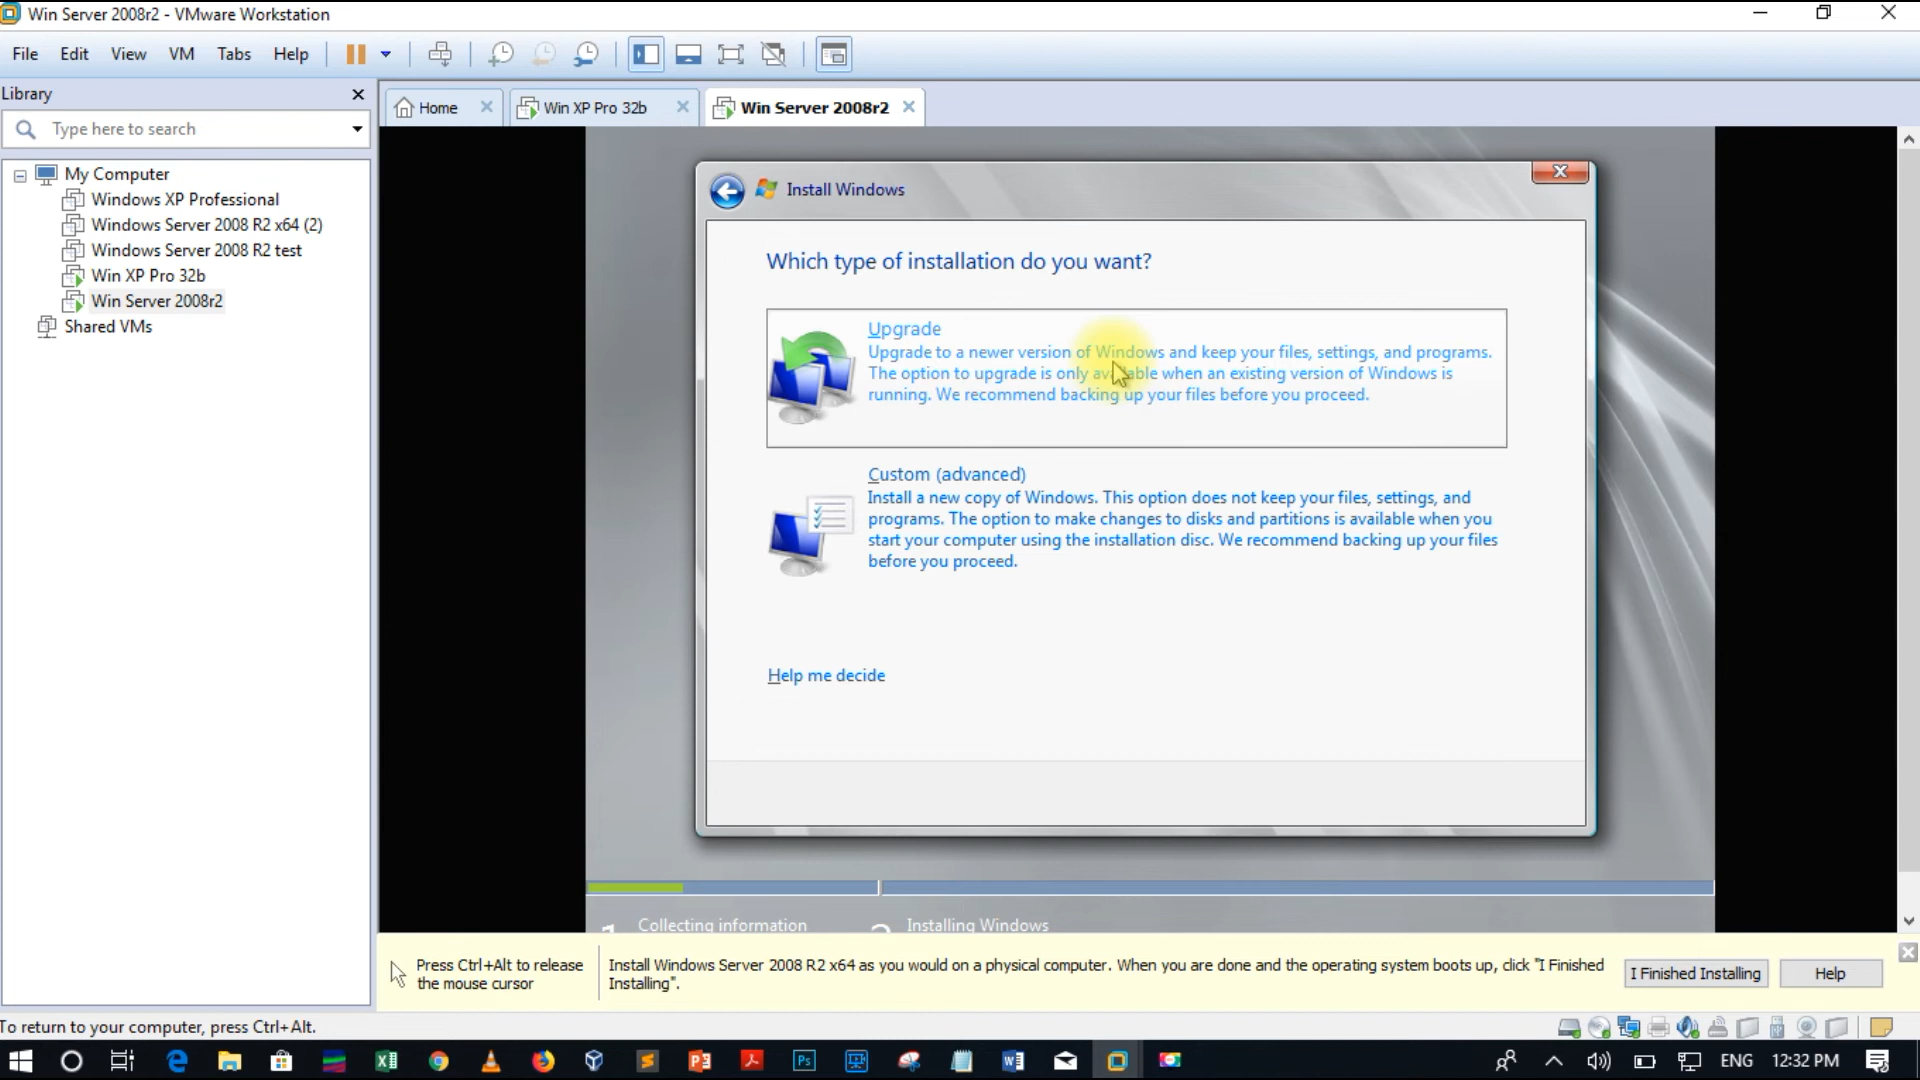 Win Server 2008r2 - VMware Workstation
File Edit View VM Tabs Help
Library
Type here to search
My Computer
Windows XP Professional
Windows Server 2008 R2 x64 (2)
Windows Server 2008 R2 test
Win XP Pro 32b
Win Server 2008r2
Shared VMs
Home
Win XP Pro 32b
Win Server 2008r2
Install Windows
Which type of installation do you want?
Upgrade
Upgrade to a newer version of Windows and keep your files, settings, and programs.
The option to upgrade is only available when an existing version of Windows is
running. We recommend backing up your files before you proceed.
Custom (advanced)
Install a new copy of Windows. This option does not keep your files, settings, and
programs. The option to make changes to disks and partitions is available when you
start your computer using the installation disc. We recommend backing up your files
before you proceed.
Help me decide
Collecting information
Installing Windows
Press Ctrl+Alt to release
the mouse cursor
Install Windows Server 2008 R2 x64 as you would on a physical computer. When you are done and the operating system boots up, click "I Finished
Installing".
I Finished Installing
Help
To return to your computer, press Ctrl+Alt.
ENG 12:32 PM